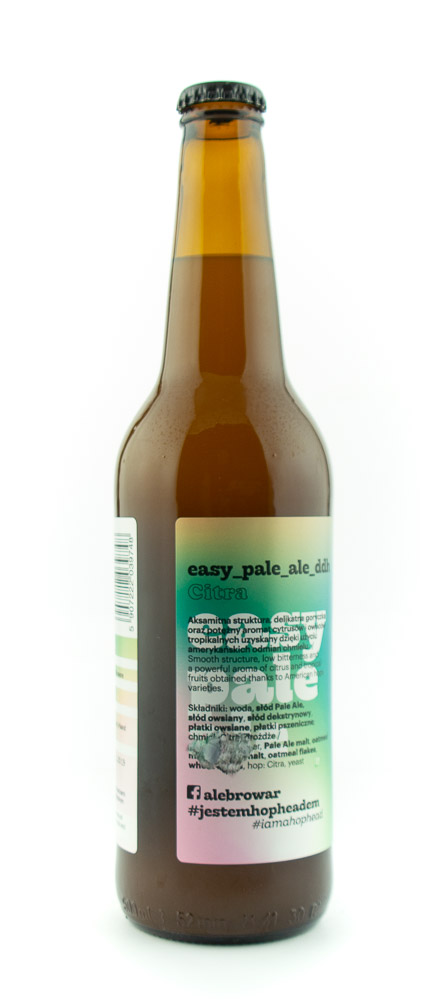 easy_pale_ale_ddh
Citra
easy
pale
Aksamitna struktura, delikatna goryczka
oraz potężny aromat cytrusów i owoców
tropikalnych uzyskany dzięki użyciu
amerykańskich odmian chmielu.
Smooth structure, low bitterness and
a powerful aroma of citrus and tropical
fruits obtained thanks to American hop
varieties.
Składniki: woda, słód Pale Ale,
słód owsiany, słód dekstrynowy,
płatki owsiane, płatki pszeniczne,
drożdże /
Pale Ale malt, oatmeal
malt, oatmeal flakes,
hop: Citra, yeast
alebrowar
#jestemhopheadem
#iamahophead